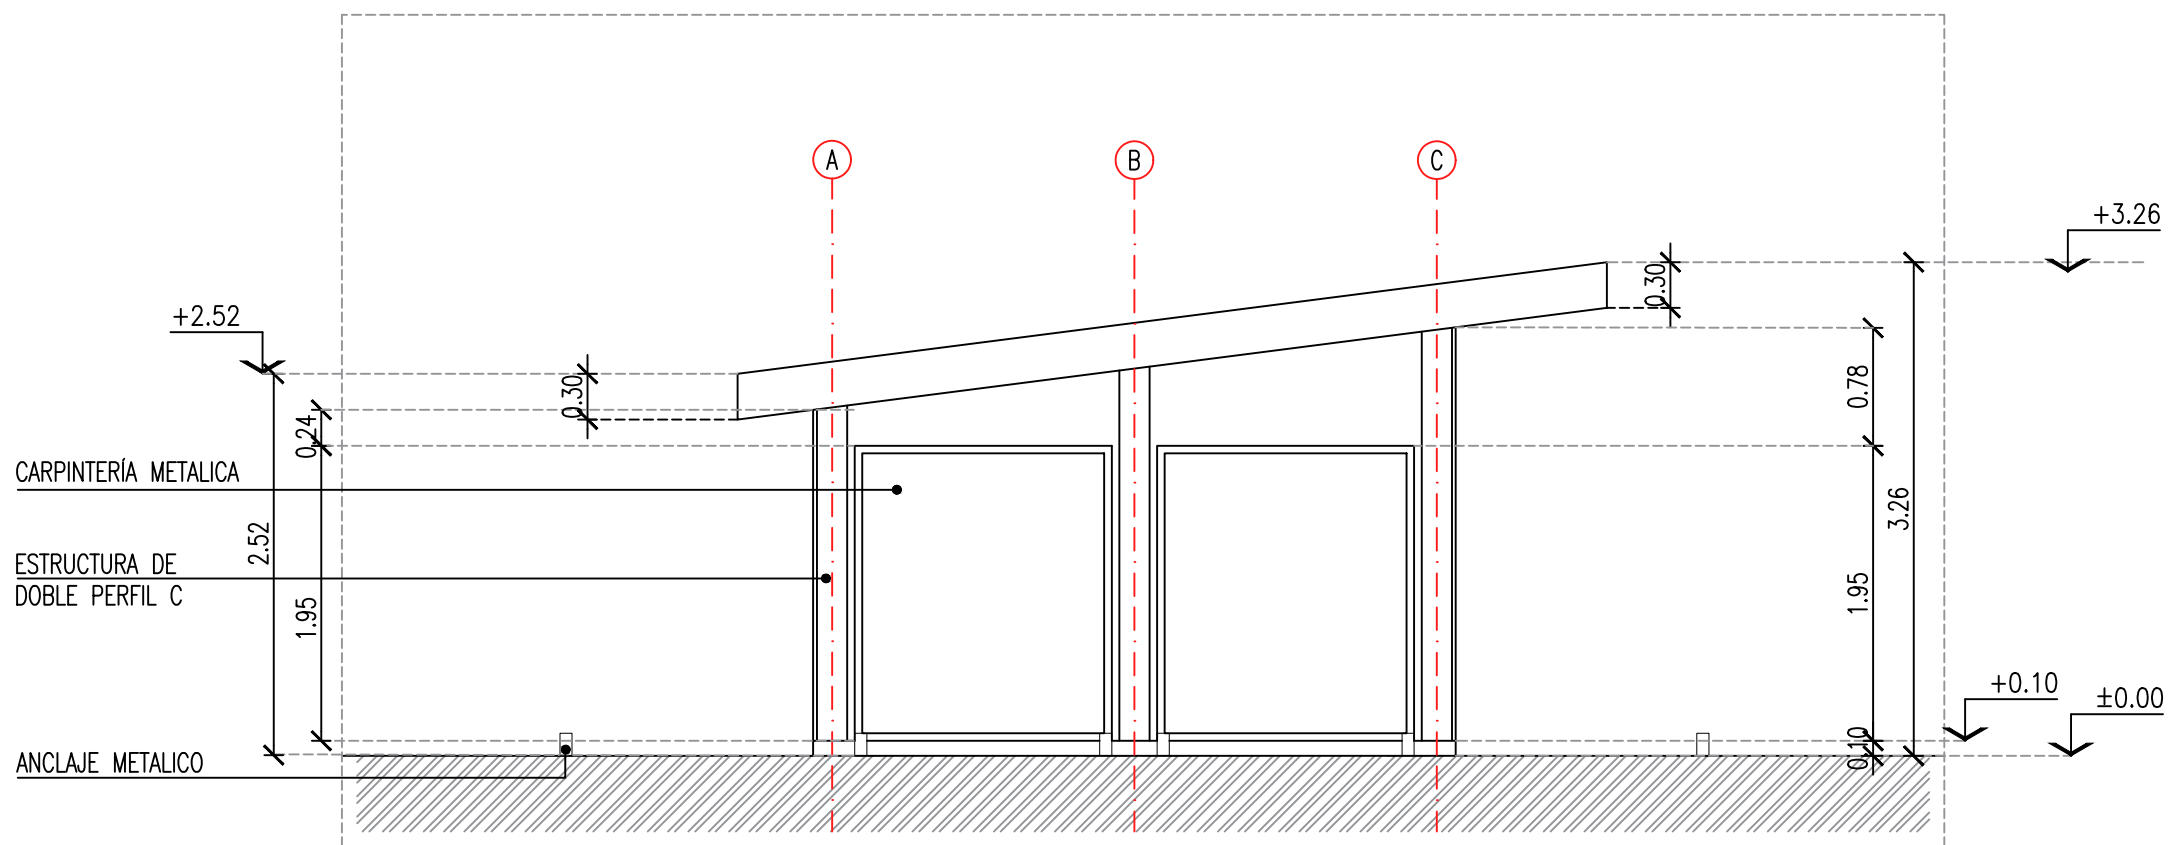 A
B
C
+3.26
+2.52
0.30
0.30
0.24
0.78
CARPINTERÍA METALICA
2.52
3.26
ESTRUCTURA DE
DOBLE PERFIL C
1.95
1.95
+0.10
±0.00
0.10
ANCLAJE METALICO